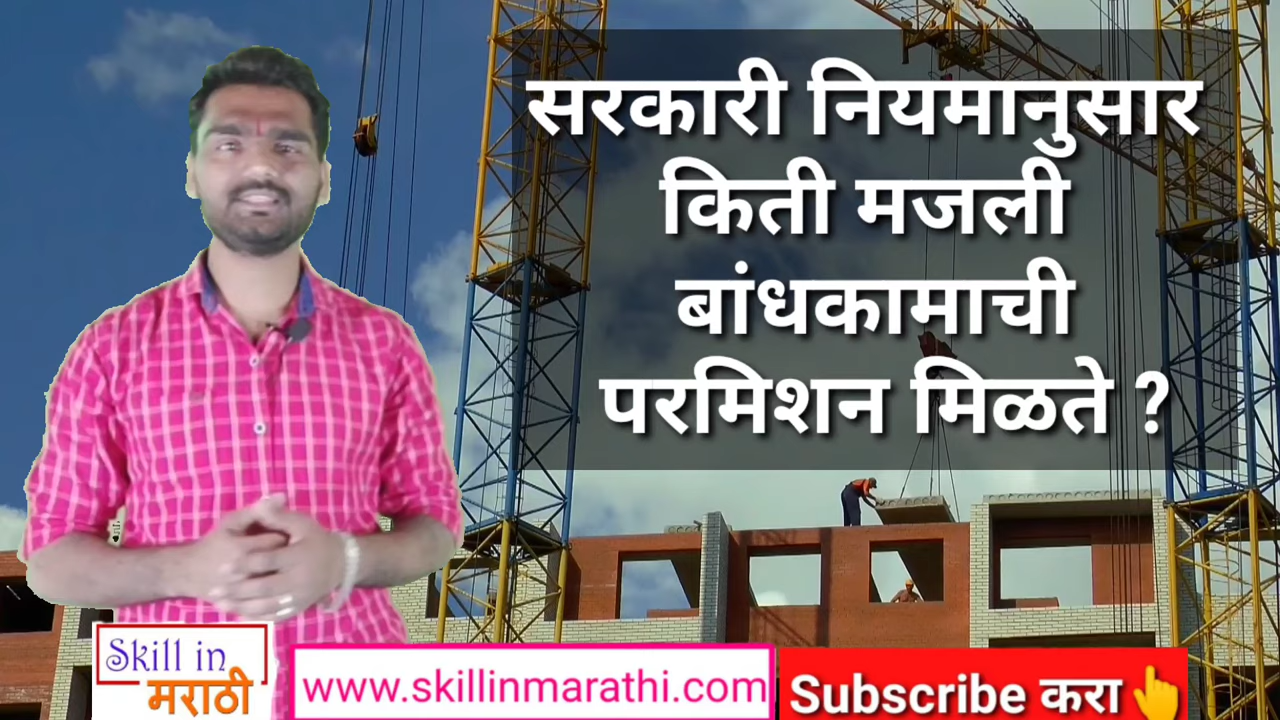 सरकारी नियमानुसार
किती मजली
बांधकामाची
परमिशन मिळते ?
Skill in
मराठी
www.skillinmarathi.com
Subscribe करा